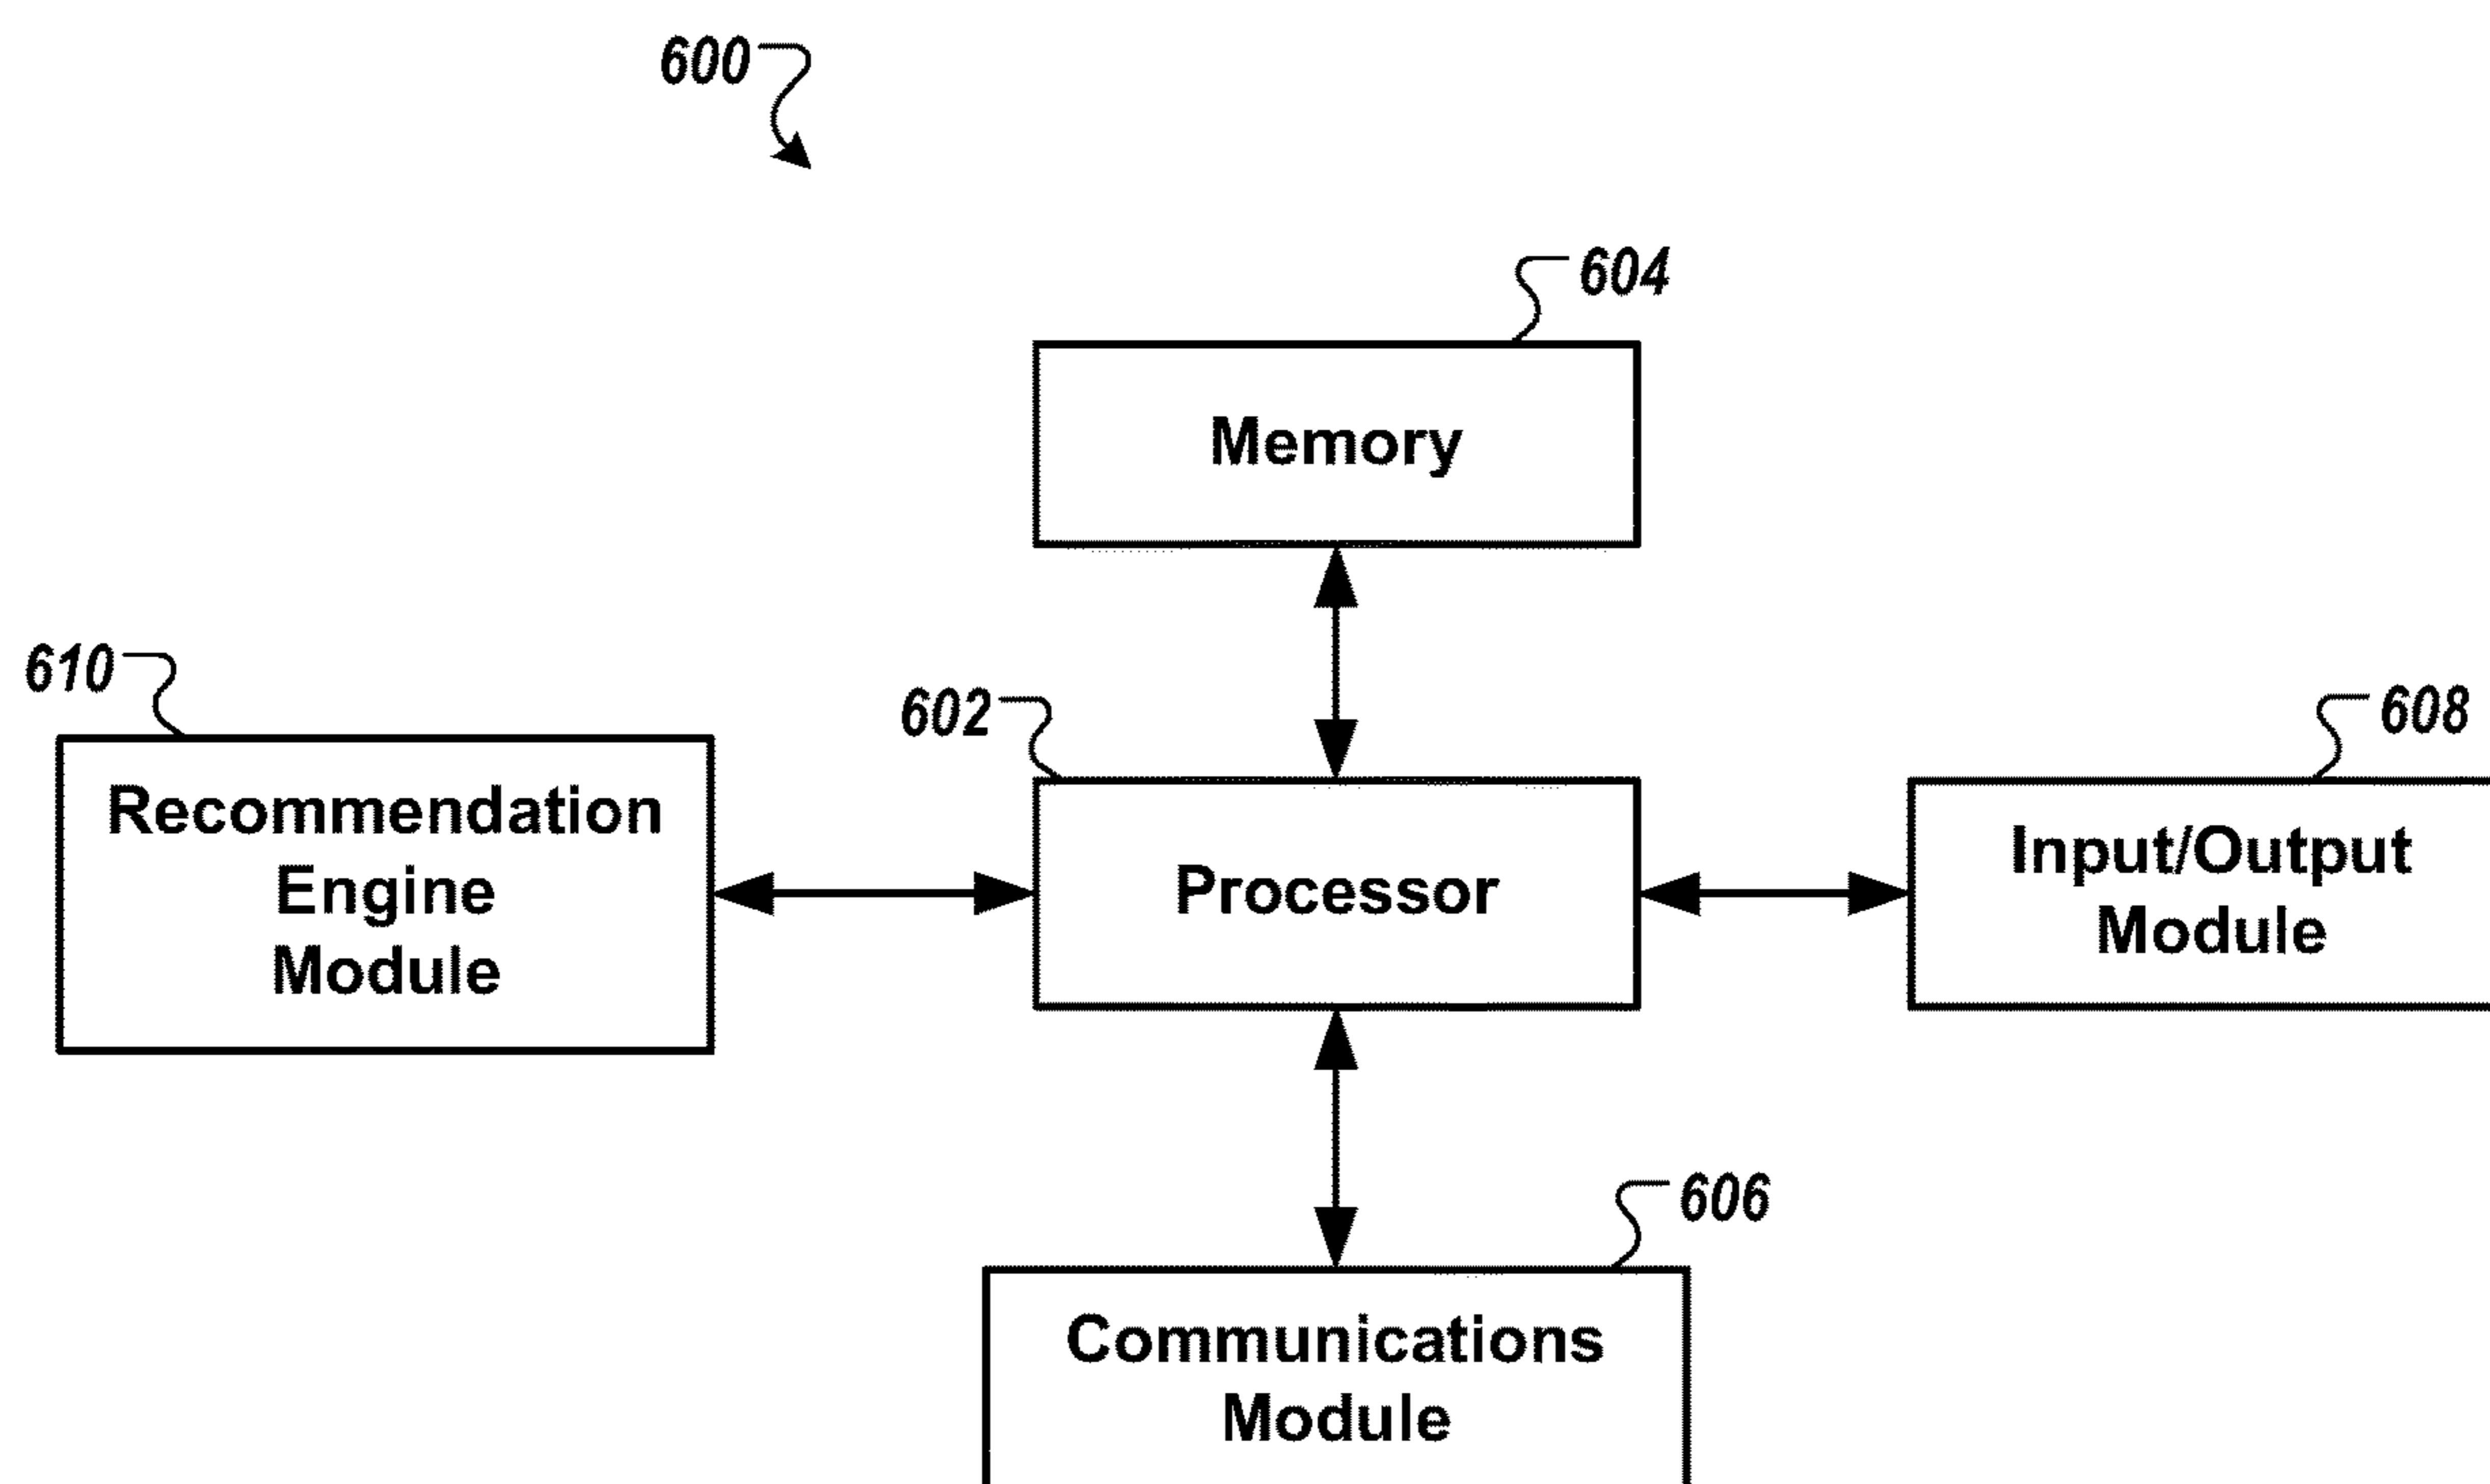 600
604
Memory
610
602
608
Recommendation
Engine
Module
Processor
Input/Output
Module
606
Communications
Module